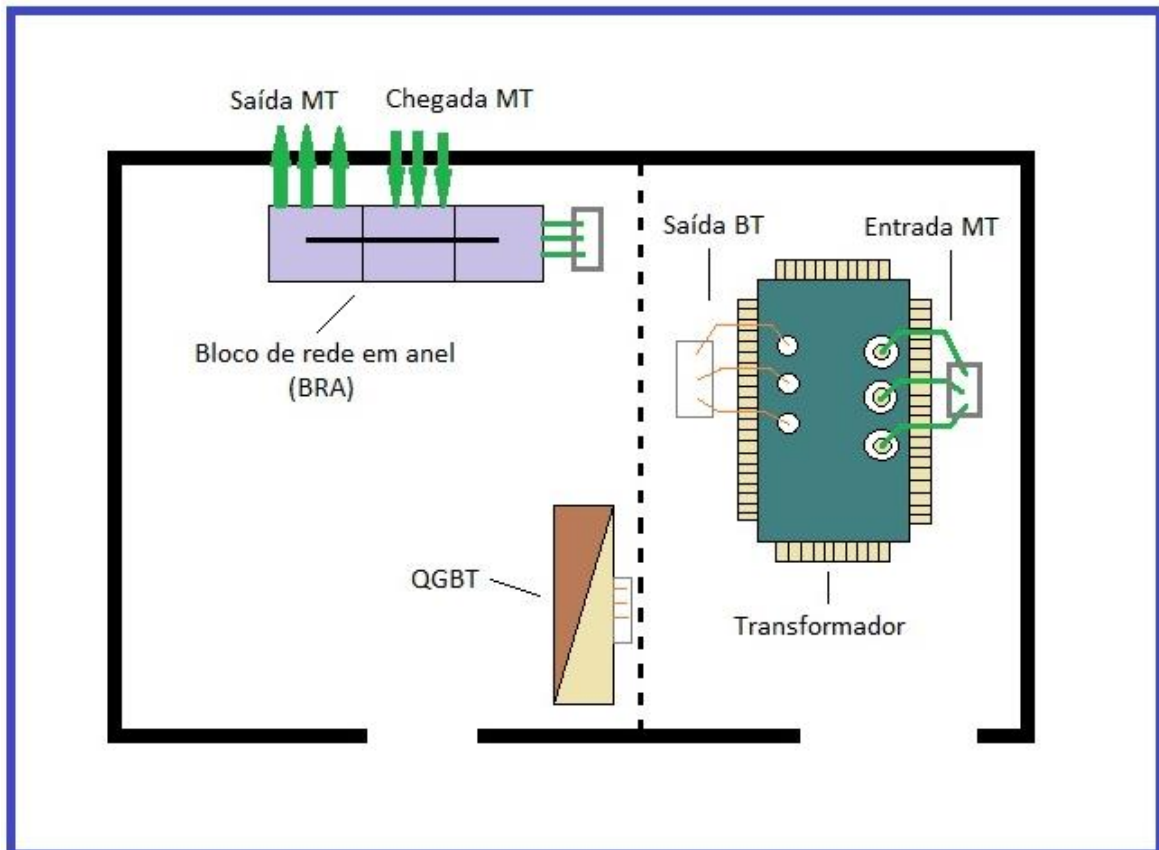 Saída MT
Chegada MT
Saída BT
Entrada MT
Bloco de rede em anel
(BRA)
QGBT
Transformador